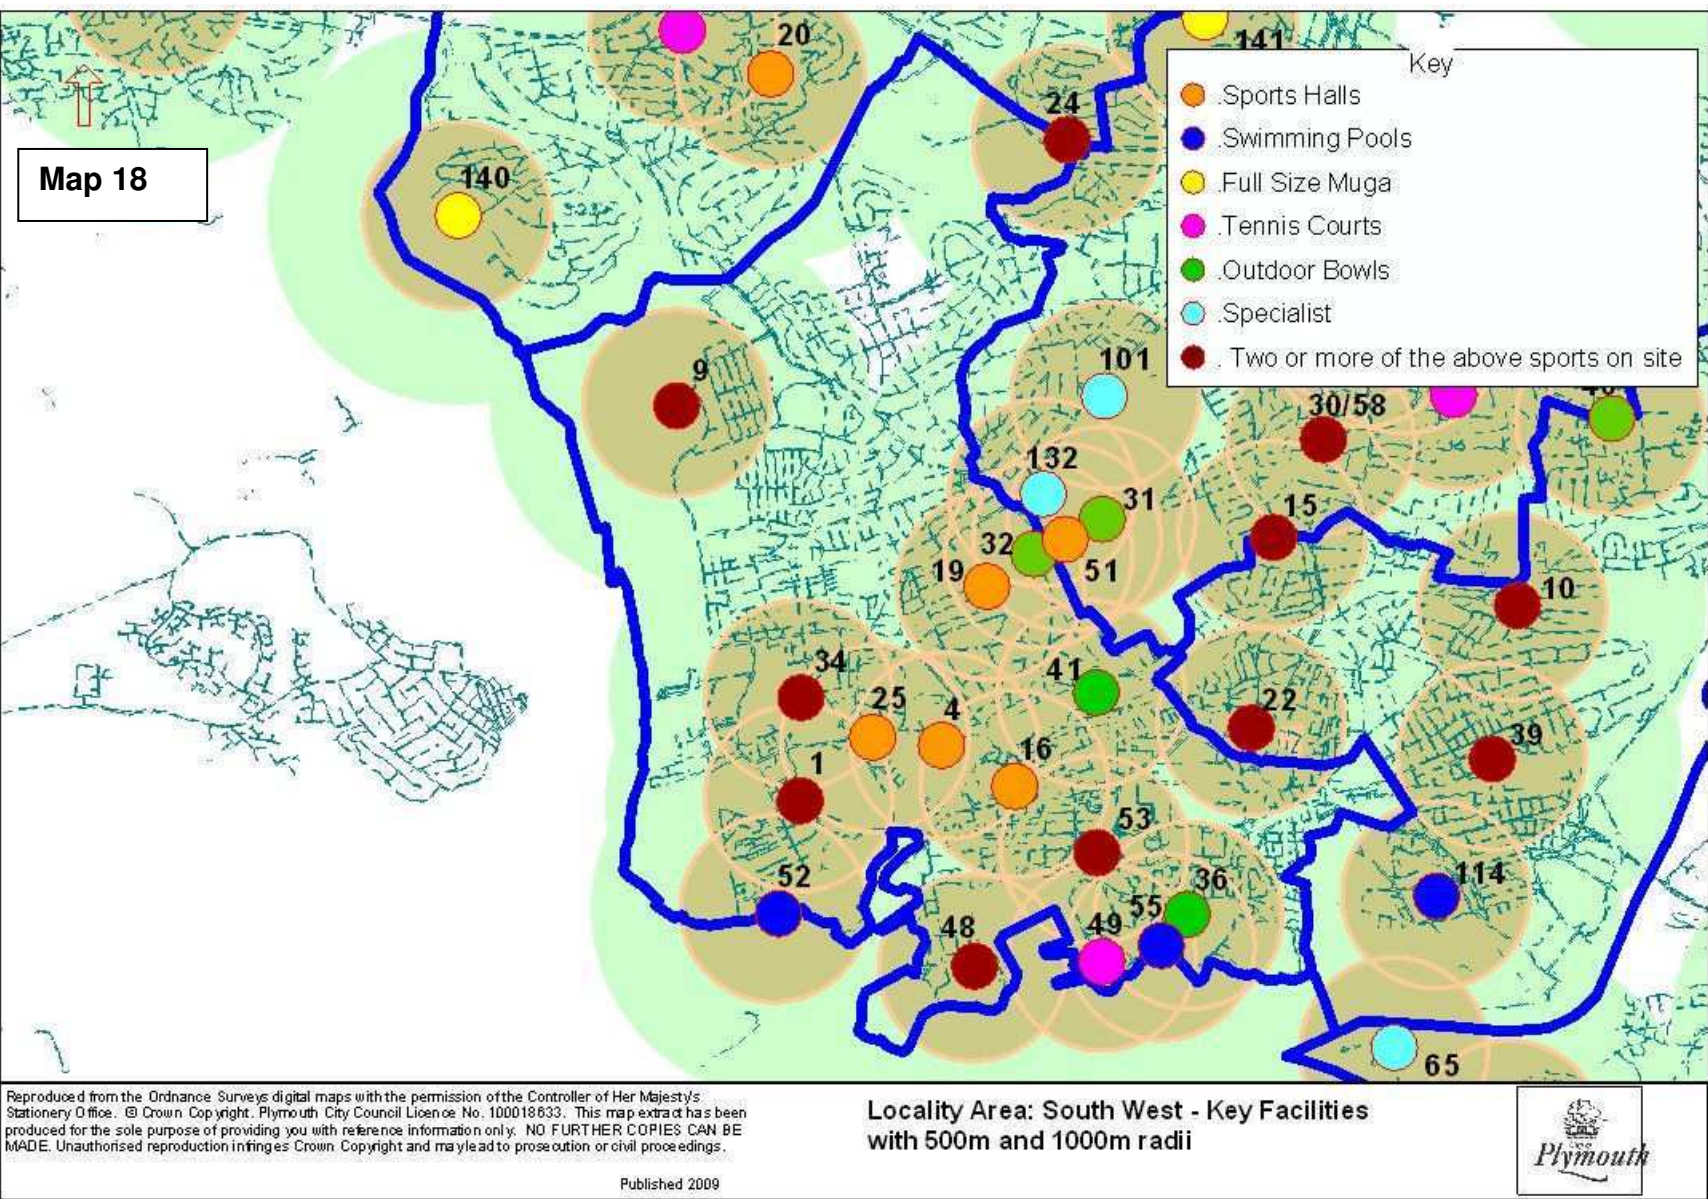 20
141
Key
24
.Sports Halls
.Swimming Pools
Map 18
140
.Full Size Muga
.Tennis Courts
.Outdoor Bowls
.Specialist
. Two or more of the above sports on site
9
101
40
30/58
132
31
15
32
19
51
10
34
41
25
4
22
16
39
1
53
52
114
36
55
48
49
65
Reproduced from the Ordnance Surveys digital maps with the permission of the Controller of Her Majesty's
Stationery Office. © Crown Copyright. Plymouth City Council Licence No. 100018633. This map extract has been
produced for the sole purpose of providing you with reference information only. NO FURTHER COPIES CAN BE
MADE. Unauthorised reproduction infringes Crown Copyright and may lead to prosecution or civil proceedings.
Published 2009
Locality Area: South West - Key Facilities
with 500m and 1000m radii
Plymouth